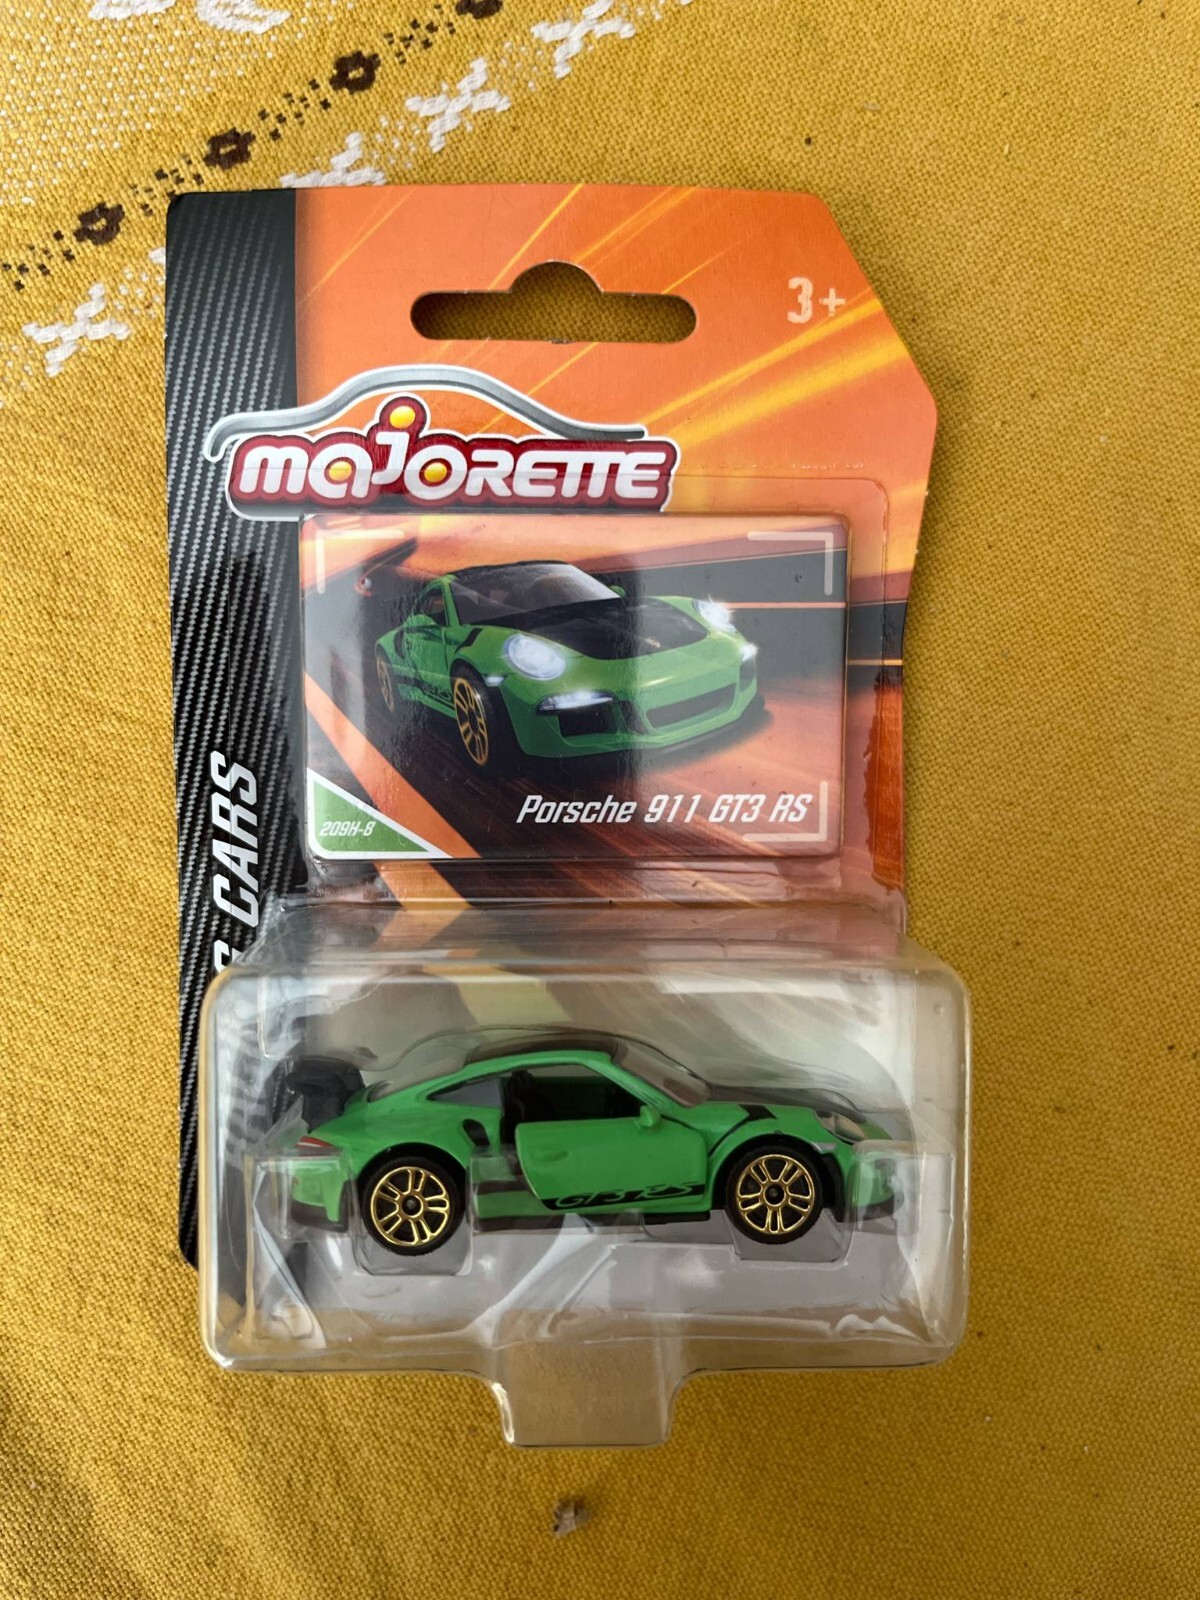 3+
majorette
Porsche 911 GT3 RS
209H-8
CARS
GT3 RS